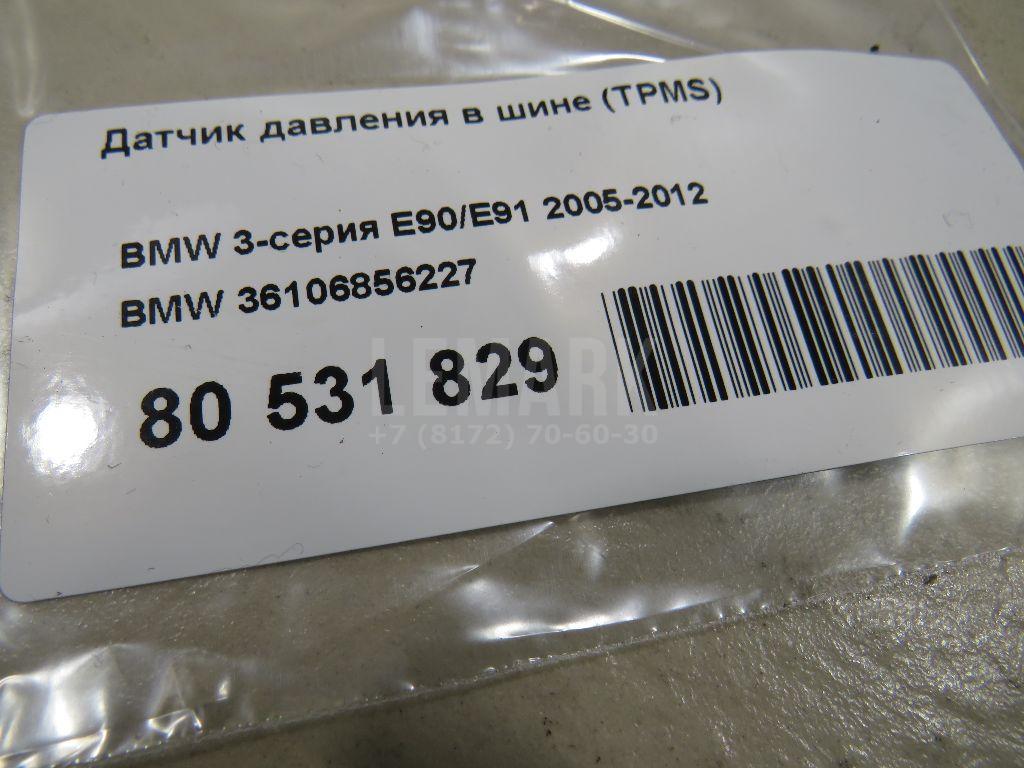 Датчик давления в шине (TPMS)
BMW 3-серия E90/E91 2005-2012
BMW 36106856227
80 531 829
LEMARK
+7 (8172) 70-60-30